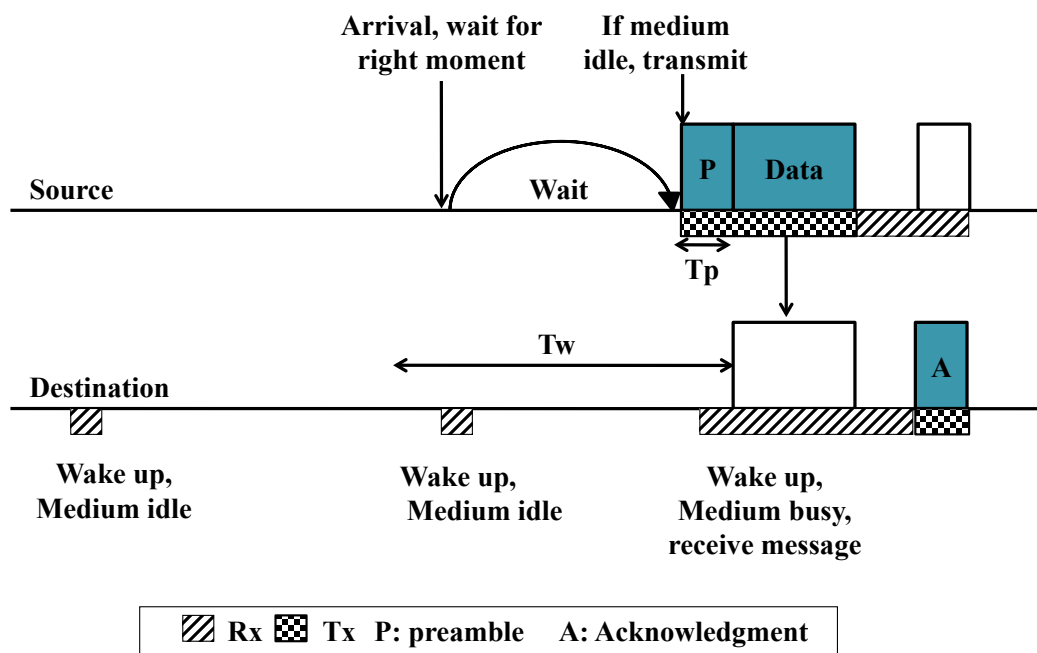 Arrival, wait for
right moment
If medium
idle, transmit
P
Data
Source
Wait
Tp
Tw
Destination
A
Wake up,
Medium idle
Wake up,
Medium idle
Wake up,
Medium busy,
receive message
Rx Tx P: preamble A: Acknowledgment